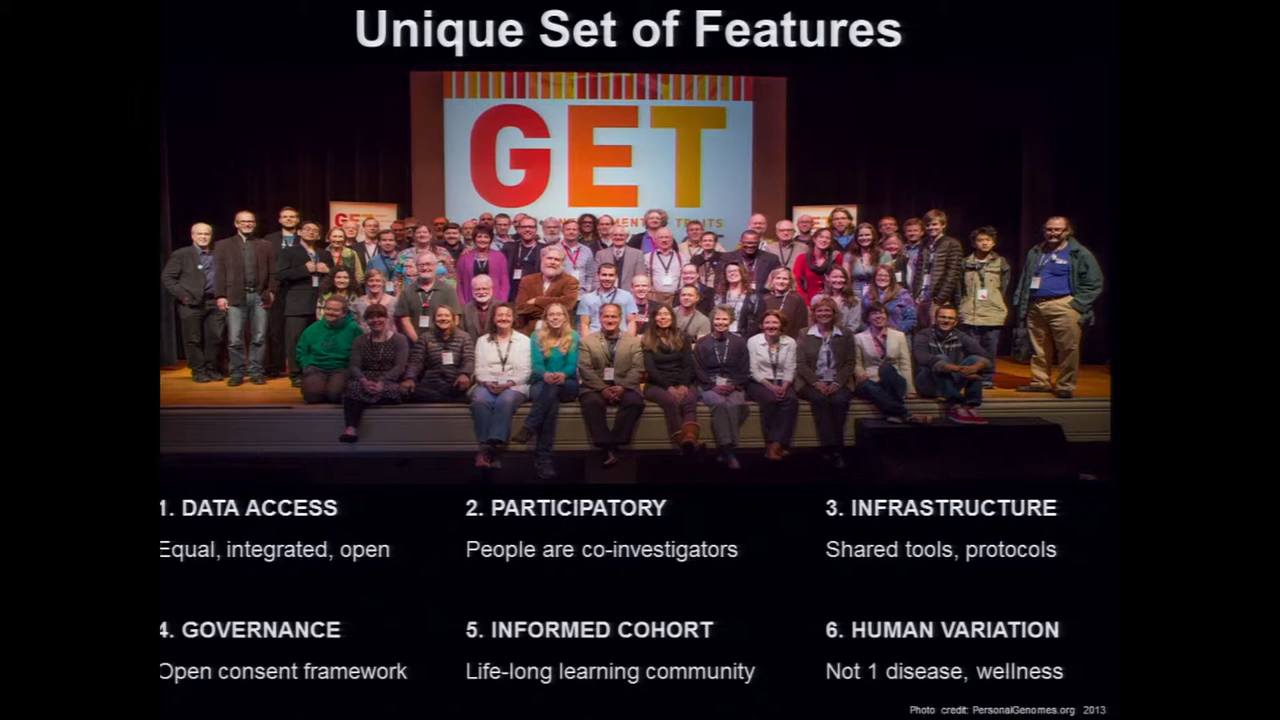 Unique Set of Features
GET
GET
TRAITS
1. DATA ACCESS
2. PARTICIPATORY
3. INFRASTRUCTURE
Equal, integrated, open
People are co-investigators
Shared tools, protocols
4. GOVERNANCE
5. INFORMED COHORT
6. HUMAN VARIATION
Open consent framework
Life-long learning community
Not 1 disease, wellness
Photo credit: PersonalGenomes.org 2013